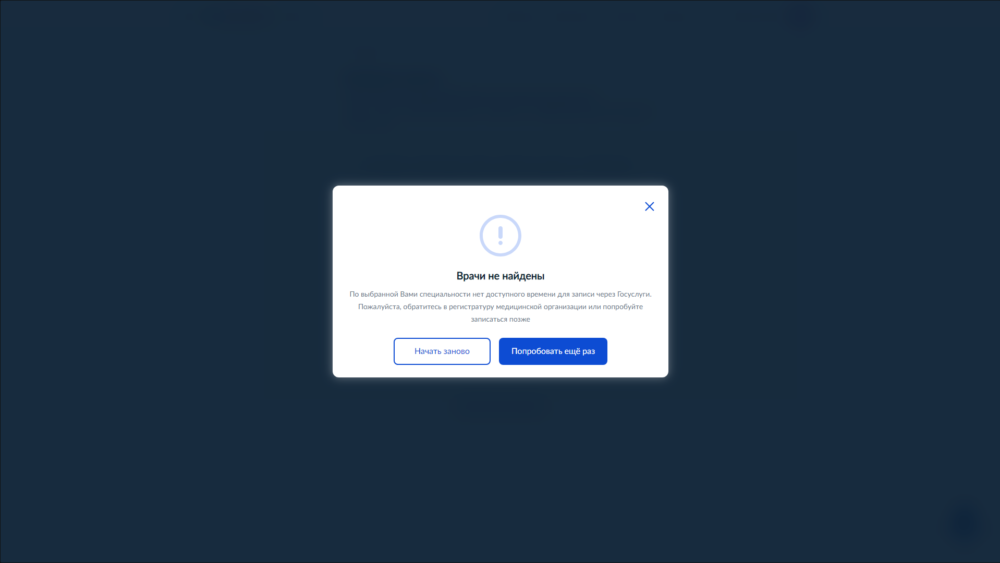 Врачи не найдены
По выбранной Вами специальности нет доступного времени для записи через Госуслуги.
Пожалуйста, обратитесь в регистратуру медицинской организации или попробуйте
записаться позже
Начать заново
Попробовать ещё раз